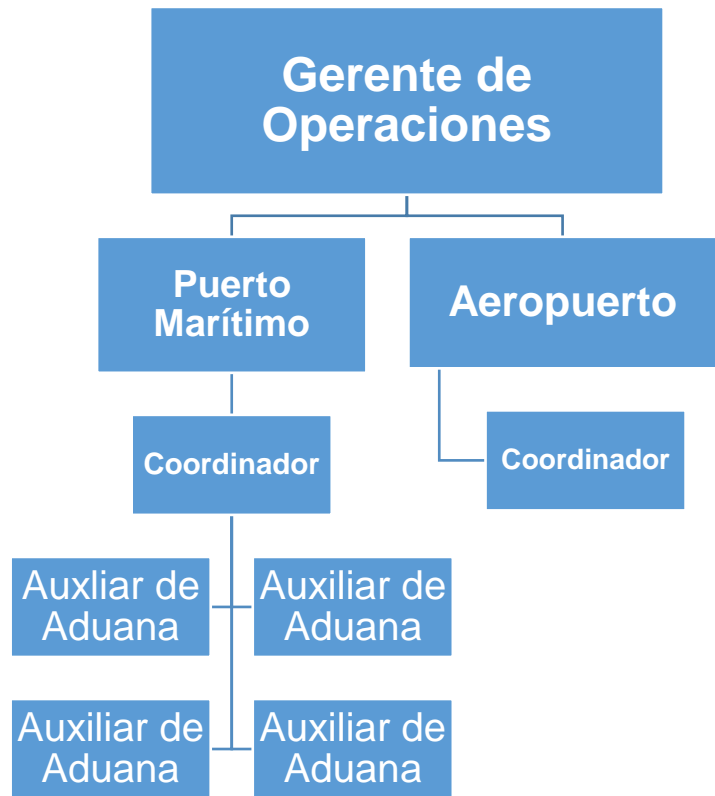 Gerente de
Operaciones
Puerto
Marítimo
Aeropuerto
Coordinador
Coordinador
Auxliar de
Aduana
Auxiliar de
Aduana
Auxiliar de
Aduana
Auxiliar de
Aduana